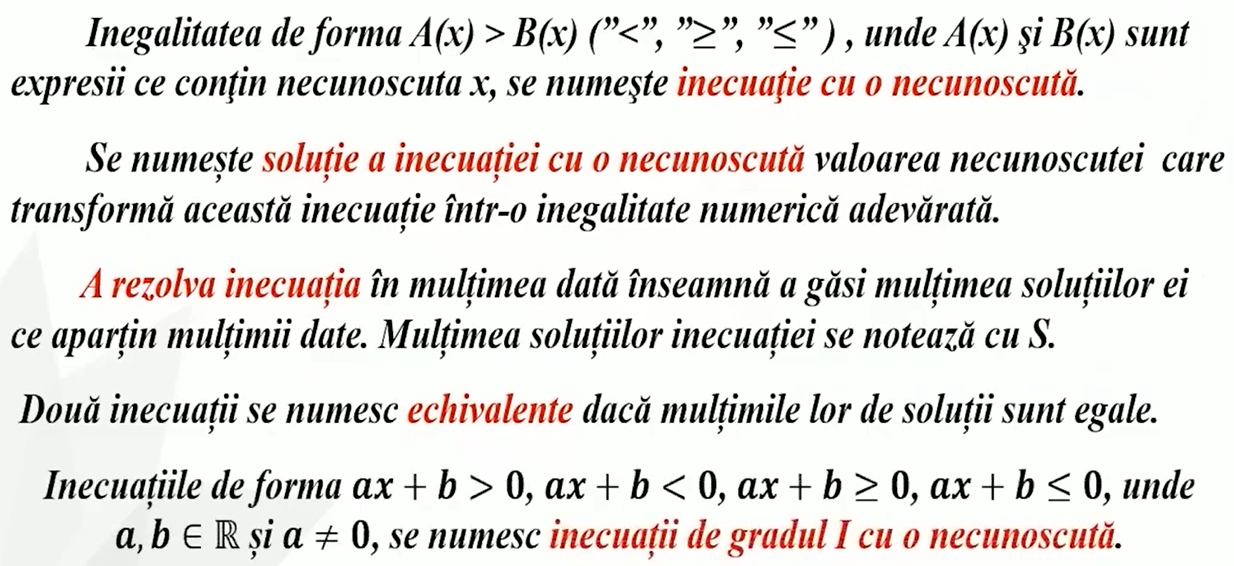 Inegalitatea de forma A(x) > B(x) (”<”, ”≥”, ”≤”) , unde A(x) şi B(x) sunt
expresii ce conţin necunoscuta x, se numeşte inecuaţie cu o necunoscută.
Se numește soluție a inecuației cu o necunoscută valoarea necunoscutei care
transformă această inecuație într-o inegalitate numerică adevărată.
A rezolva inecuația în mulțimea dată înseamnă a găsi mulțimea soluțiilor ei
ce aparțin mulțimii date. Mulțimea soluțiilor inecuației se notează cu S.
Două inecuații se numesc echivalente dacă mulțimile lor de soluții sunt egale.
Inecuațiile de forma ax + b > 0, ax + b < 0, ax + b ≥ 0, ax + b ≤ 0, unde
a, b ∈ ℝ și a ≠ 0, se numesc inecuații de gradul I cu o necunoscută.